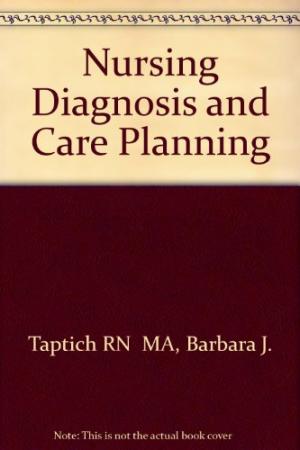 Nursing
Diagnosis and
Care Planning
Taptich RN  MA, Barbara J.
Note: This is not the actual book cover